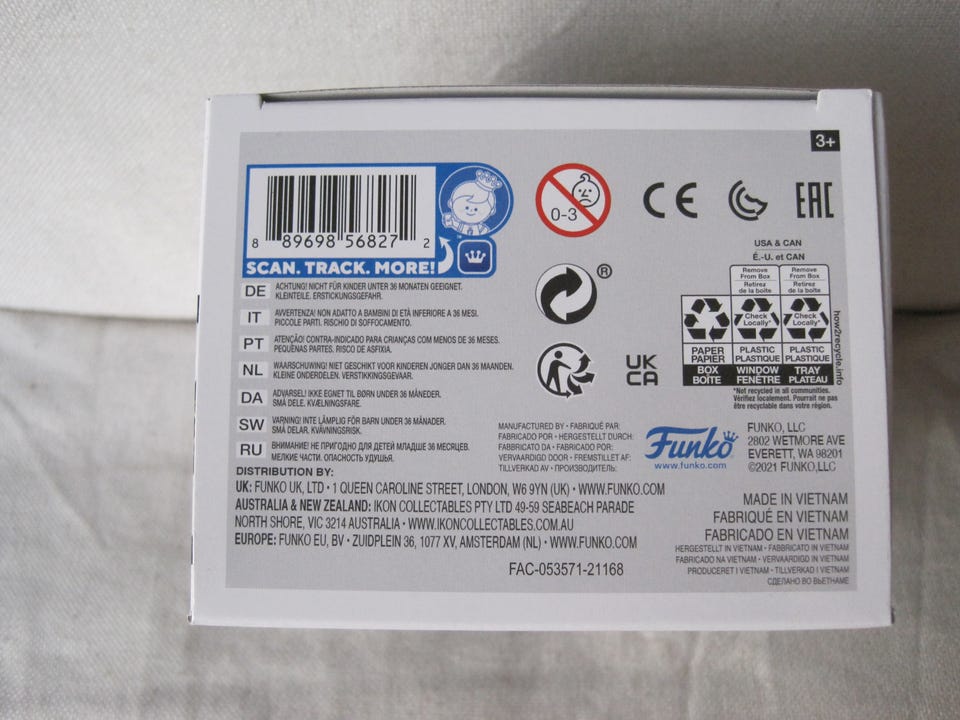 3+
8 89698 56827 2
SCAN. TRACK. MORE!
0-3
CE
EAC
®
UK
CA
USA & CAN
É.-U. et CAN
Remove From Box Remove From Box
Retirez de la boîte Retirez de la boîte
Check Locally* Check Locally*
PAPER PLASTIC PLASTIC
PAPIER PLASTIQUE PLASTIQUE
BOX WINDOW TRAY
BOÎTE FENÊTRE PLATEAU
how2recycle.info
*Not recycled in all communities.
Vérifiez localement. Pourrait ne pas
être recyclable dans votre région.
DE ACHTUNG! NICHT FÜR KINDER UNTER 36 MONATEN GEEIGNET.
KLEINTEILE. ERSTICKUNGSGEFAHR.
IT AVVERTENZA! NON ADATTO A BAMBINI DI ETÀ INFERIORE A 36 MESI.
PICCOLE PARTI. RISCHIO DI SOFFOCAMENTO.
PT ATENÇÃO! CONTRA-INDICADO PARA CRIANÇAS COM MENOS DE 36 MESES.
PEQUENAS PARTES. RISCO DE ASFIXIA.
NL WAARSCHUWING! NIET GESCHIKT VOOR KINDEREN JONGER DAN 36 MAANDEN.
KLEINE ONDERDELEN. VERSTIKKINGSGEVAAR.
DA ADVARSEL! IKKE EGNET TIL BØRN UNDER 36 MÅNEDER.
SMÅ DELE. KVÆLNINGSFARE.
SW VARNING! INTE LÄMPLIG FÖR BARN UNDER 36 MÅNADER.
SMÅ DELAR. KVÄVNINGSRISK.
RU ВНИМАНИЕ! НЕ ПРИГОДНО ДЛЯ ДЕТЕЙ МЛАДШЕ 36 МЕСЯЦЕВ.
МЕЛКИЕ ЧАСТИ. ОПАСНОСТЬ УДУШЬЯ.
MANUFACTURED BY • FABRIQUÉ PAR:
FABRICADO POR • HERGESTELLT DURCH:
FABBRICATO DA • FABRICADO POR:
VERVAARDIGD DOOR • FREMSTILLET AF:
TILLVERKAD AV • ПРОИЗВОДИТЕЛЬ:
Funko
www.funko.com
FUNKO, LLC
2802 WETMORE AVE
EVERETT, WA 98201
©2021 FUNKO,LLC
DISTRIBUTION BY:
UK: FUNKO UK, LTD • 1 QUEEN CAROLINE STREET, LONDON, W6 9YN (UK) • WWW.FUNKO.COM
AUSTRALIA & NEW ZEALAND: IKON COLLECTABLES PTY LTD 49-59 SEABEACH PARADE
NORTH SHORE, VIC 3214 AUSTRALIA • WWW.IKONCOLLECTABLES.COM.AU
EUROPE: FUNKO EU, BV • ZUIDPLEIN 36, 1077 XV, AMSTERDAM (NL) • WWW.FUNKO.COM
FAC-053571-21168
MADE IN VIETNAM
FABRIQUÉ EN VIETNAM
FABRICADO EN VIETNAM
HERGESTELLT IN VIETNAM • FABBRICATO IN VIETNAM
FABRICADO NA VIETNAM • VERVAARDIGD IN VIETNAM
PRODUCERET I VIETNAM • TILLVERKAD I VIETNAM
СДЕЛАНО ВО ВЬЕТНАМЕ